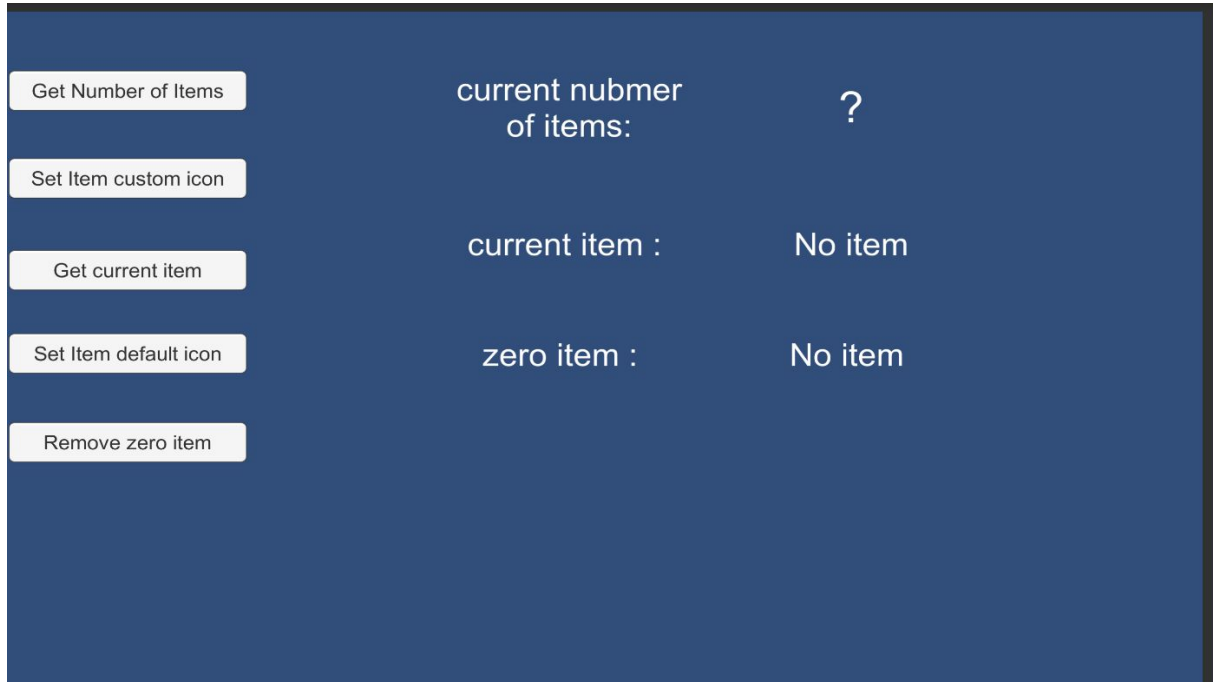 Get Number of Items
current nubmer
of items:
?
Set Item custom icon
current item :
No item
Get current item
Set Item default icon
zero item :
No item
Remove zero item